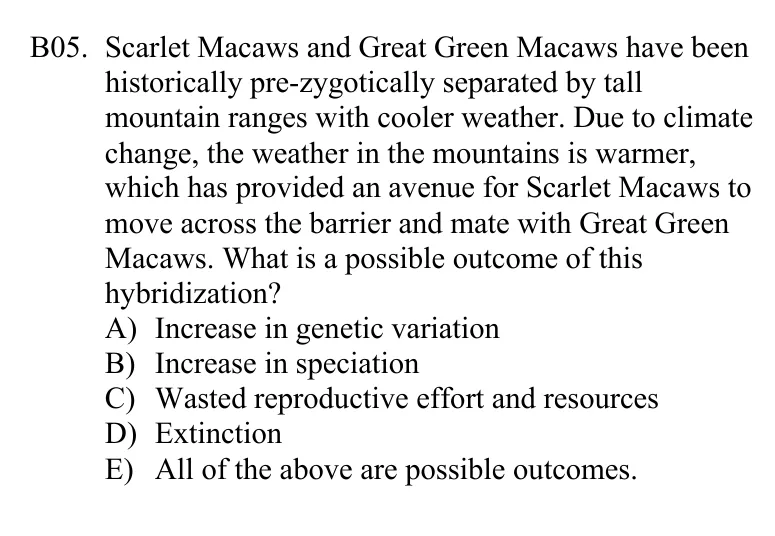 B05. Scarlet Macaws and Great Green Macaws have been
historically pre-zygotically separated by tall
mountain ranges with cooler weather. Due to climate
change, the weather in the mountains is warmer,
which has provided an avenue for Scarlet Macaws to
move across the barrier and mate with Great Green
Macaws. What is a possible outcome of this
hybridization?
A) Increase in genetic variation
B) Increase in speciation
C) Wasted reproductive effort and resources
D) Extinction
E) All of the above are possible outcomes.